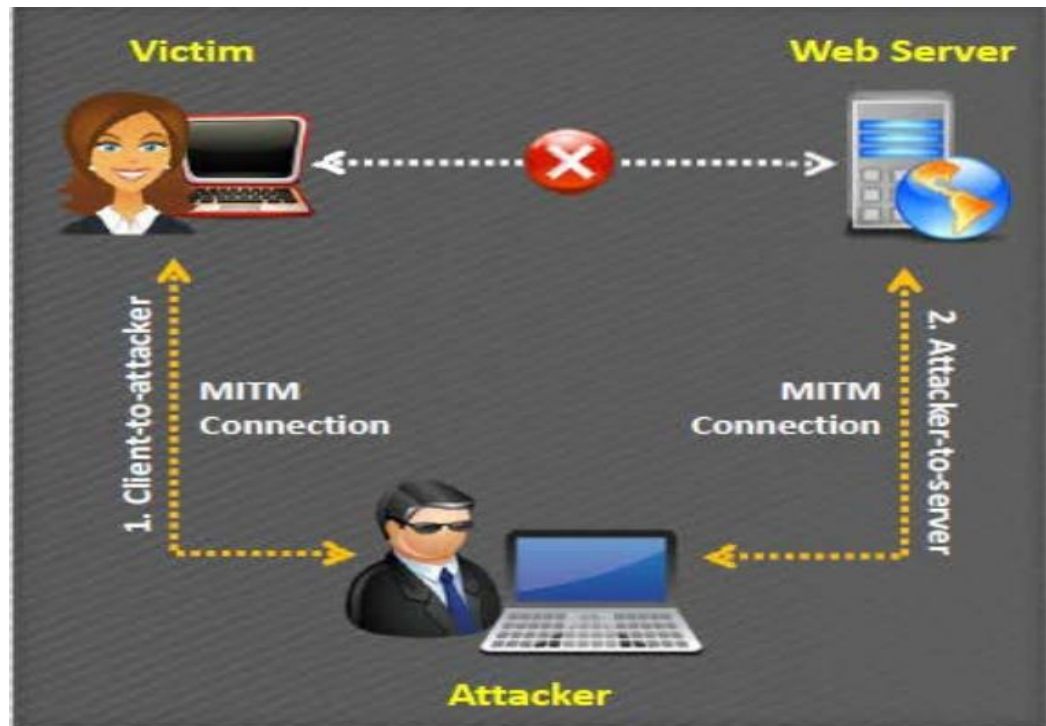 Victim
Web Server
1. Client-to-attacker
MITM
Connection
MITM
Connection
2. Attacker-to-server
Attacker